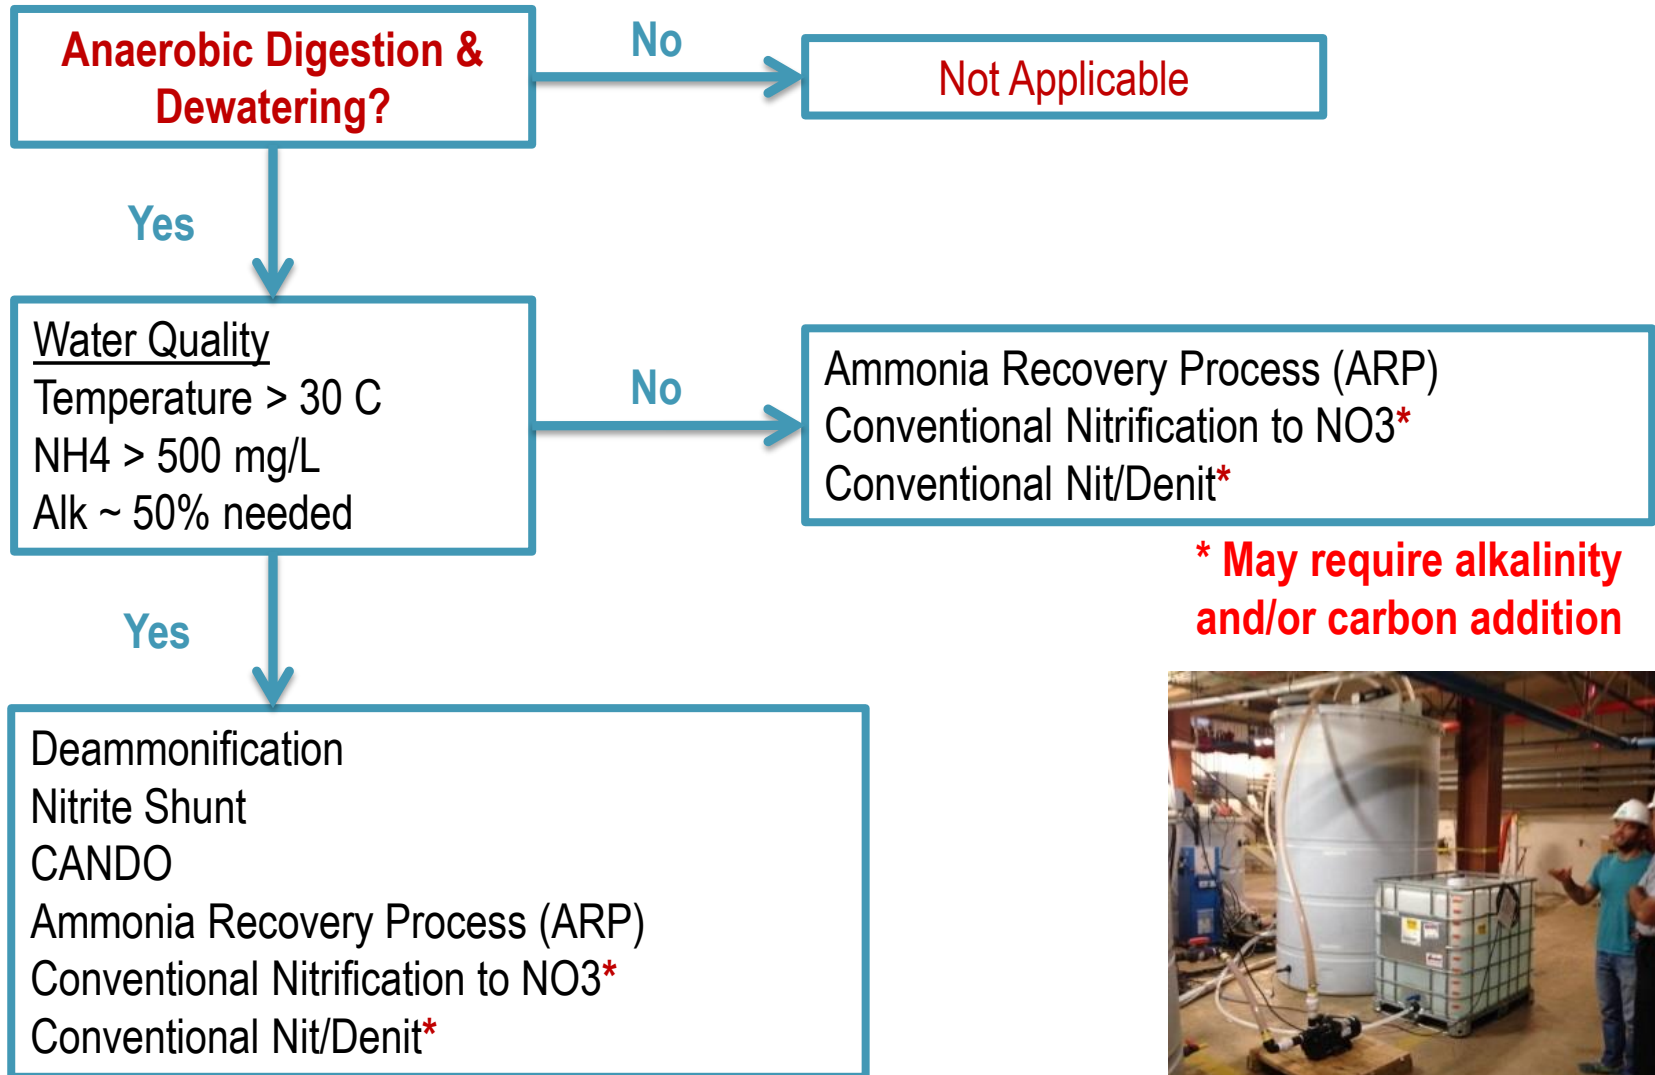 Anaerobic Digestion &
Dewatering?
No
Not Applicable
Yes
Water Quality
Temperature > 30 C
NH4 > 500 mg/L
Alk ~ 50% needed
No
Ammonia Recovery Process (ARP)
Conventional Nitrification to NO3*
Conventional Nit/Denit*
* May require alkalinity
and/or carbon addition
Yes
Deammonification
Nitrite Shunt
CANDO
Ammonia Recovery Process (ARP)
Conventional Nitrification to NO3*
Conventional Nit/Denit*